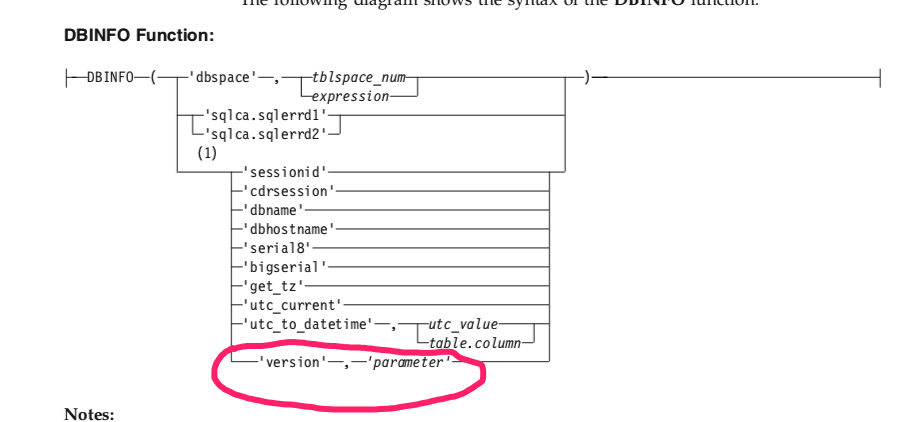 The following diagram shows the syntax of the DBINFO function.
DBINFO Function:
DBINFO ( 'dbspace' , tblspace_num )
expression
'sqlca.sqlerrd1'
'sqlca.sqlerrd2'
(1)
'sessionid'
'cdrsession'
'dbname'
'dbhostname'
'serial8'
'bigserial'
'get_tz'
'utc_current'
'utc_to_datetime' , utc_value
table.column
'version' , 'parameter'
Notes: